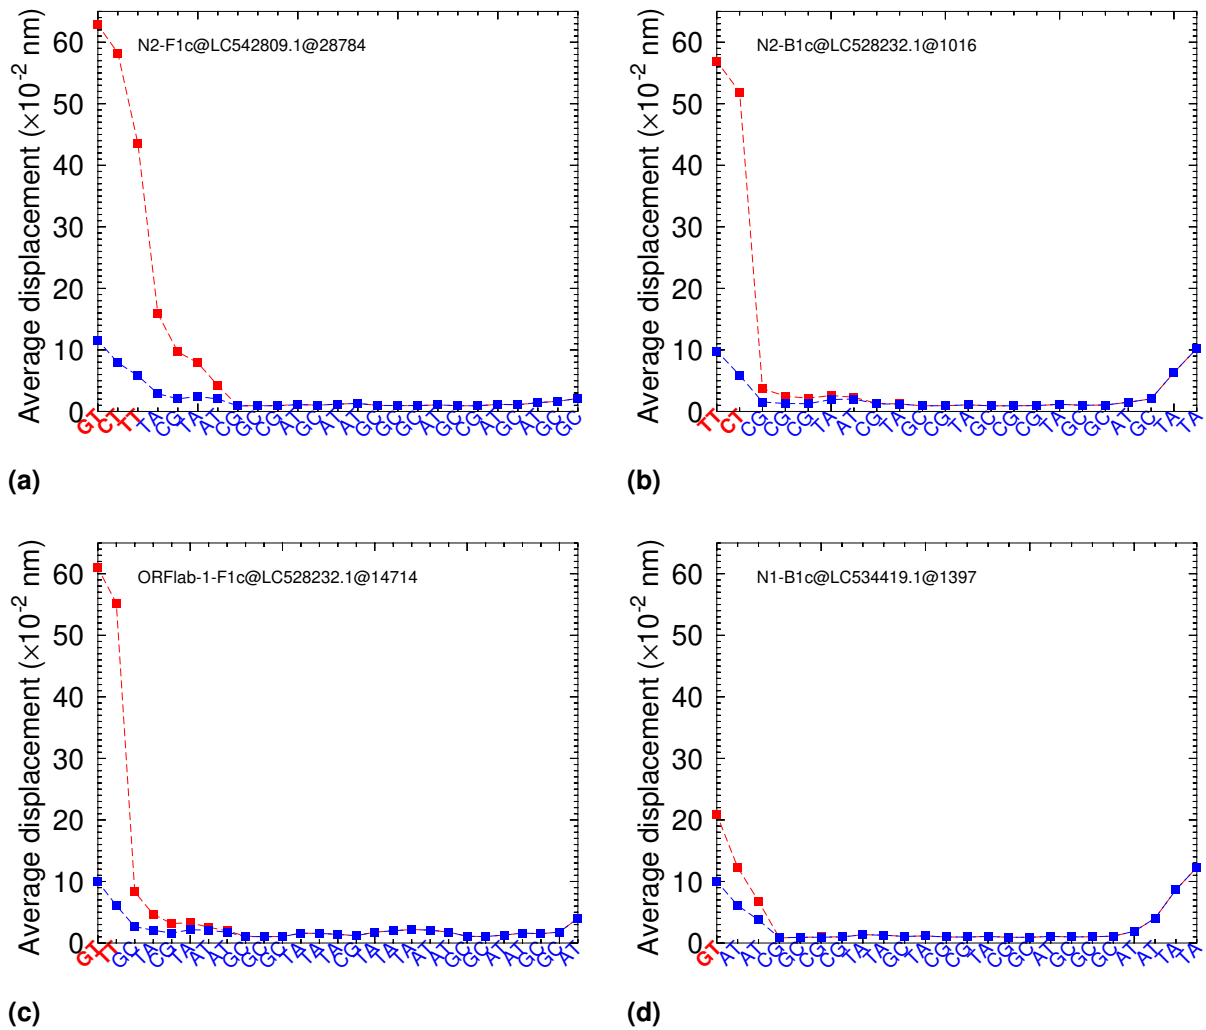 Average displacement (×10⁻² nm)
60
50
40
30
20
10
0
N2-F1c@LC542809.1@28784
GT CT TT TA CG TA AT CG GC CG AT GC AT AT GC GC GC AT GC CG AT GC AT GC GC
(a)
Average displacement (×10⁻² nm)
60
50
40
30
20
10
0
N2-B1c@LC528232.1@1016
TT CT CG CG CG TA AT CG TA GC CG TA GC CG CG TA GC GC AT GC TA TA
(b)
Average displacement (×10⁻² nm)
60
50
40
30
20
10
0
ORFlab-1-F1c@LC528232.1@14714
GT TT GC TA CG TA AT AT GC GC GC TA TA TA CG TA TA TA AT AT GC GC AT AT GC GC AT
(c)
Average displacement (×10⁻² nm)
60
50
40
30
20
10
0
N1-B1c@LC534419.1@1397
GT AT AT CG GC CG CG TA TA GC TA CG CG TA CG GC AT GC GC GC AT AT TA TA
(d)